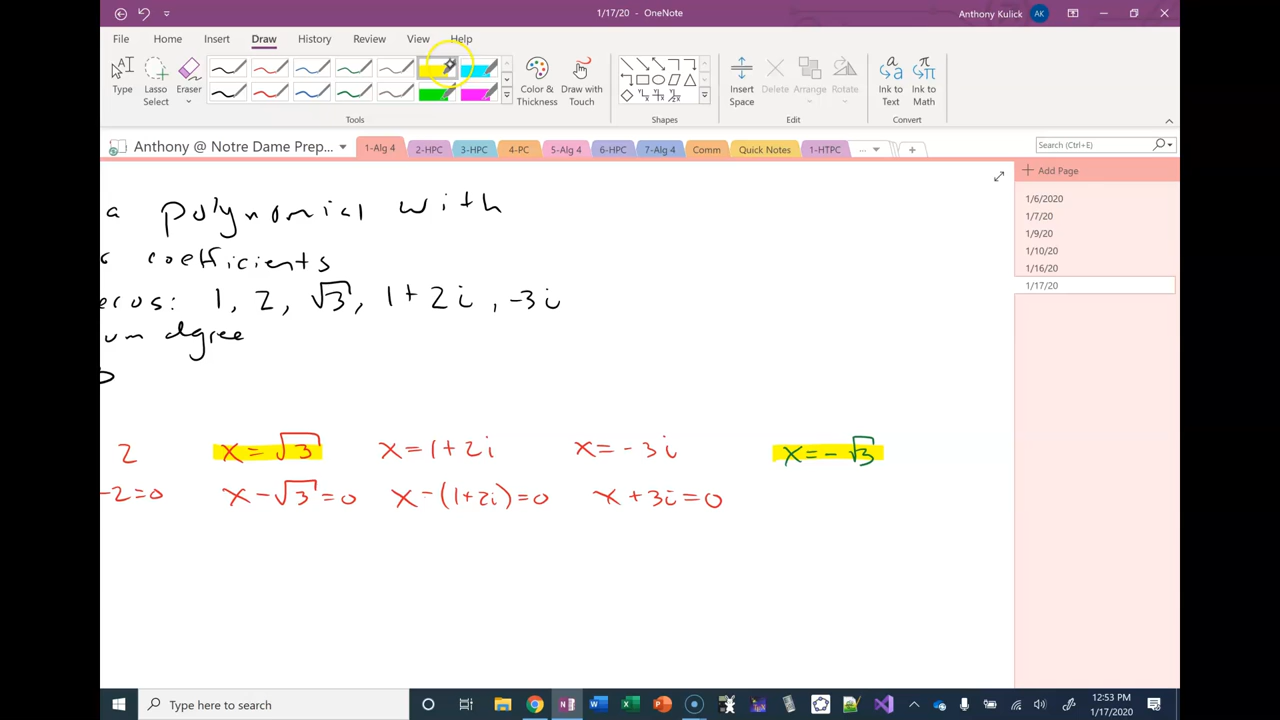 1/17/20 - OneNote
Anthony Kulick AK
File Home Insert Draw History Review View Help
Type
Lasso Select
Eraser
Color & Thickness
Draw with Touch
Insert Space
Delete
Arrange
Rotate
Ink to Text
Ink to Math
Tools
Shapes
Edit
Convert
Anthony @ Notre Dame Prep...
1-Alg 4 2-HPC 3-HPC 4-PC 5-Alg 4 6-HPC 7-Alg 4 Comm Quick Notes 1-HTPC ...
Search (Ctrl+E)
Add Page
1/6/2020
1/7/20
1/9/20
1/10/20
1/16/20
1/17/20
a polynomial with
coefficients
eros: 1, 2, √3, 1+2i, -3i
um dgree
2 x=√3 x=1+2i x=-3i x=-√3
-2=0 x-√3=0 x-(1+2i)=0 x+3i=0
Type here to search
12:53 PM
1/17/2020